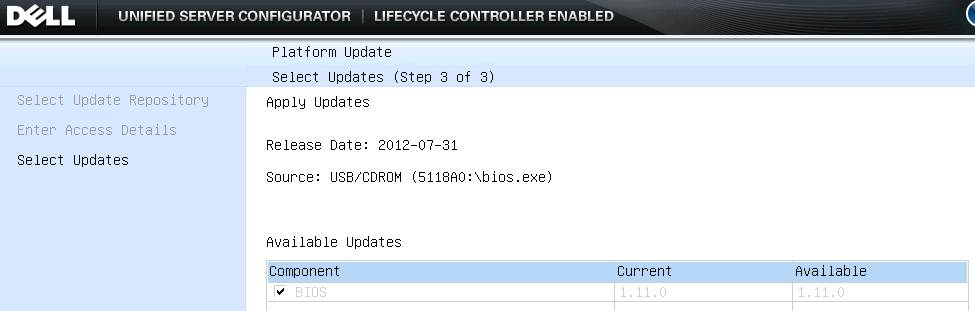 DELL UNIFIED SERVER CONFIGURATOR | LIFECYCLE CONTROLLER ENABLED
Platform Update
Select Updates (Step 3 of 3)
Select Update Repository
Enter Access Details
Select Updates
Apply Updates
Release Date: 2012-07-31
Source: USB/CDROM (5118A0:\bios.exe)
Available Updates
Component Current Available
BIOS 1.11.0 1.11.0